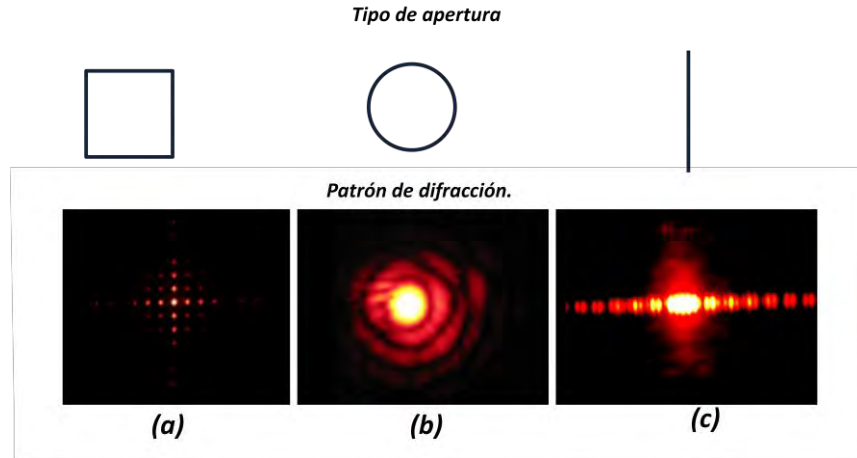 Tipo de apertura
Patrón de difracción.
(a) (b) (c)